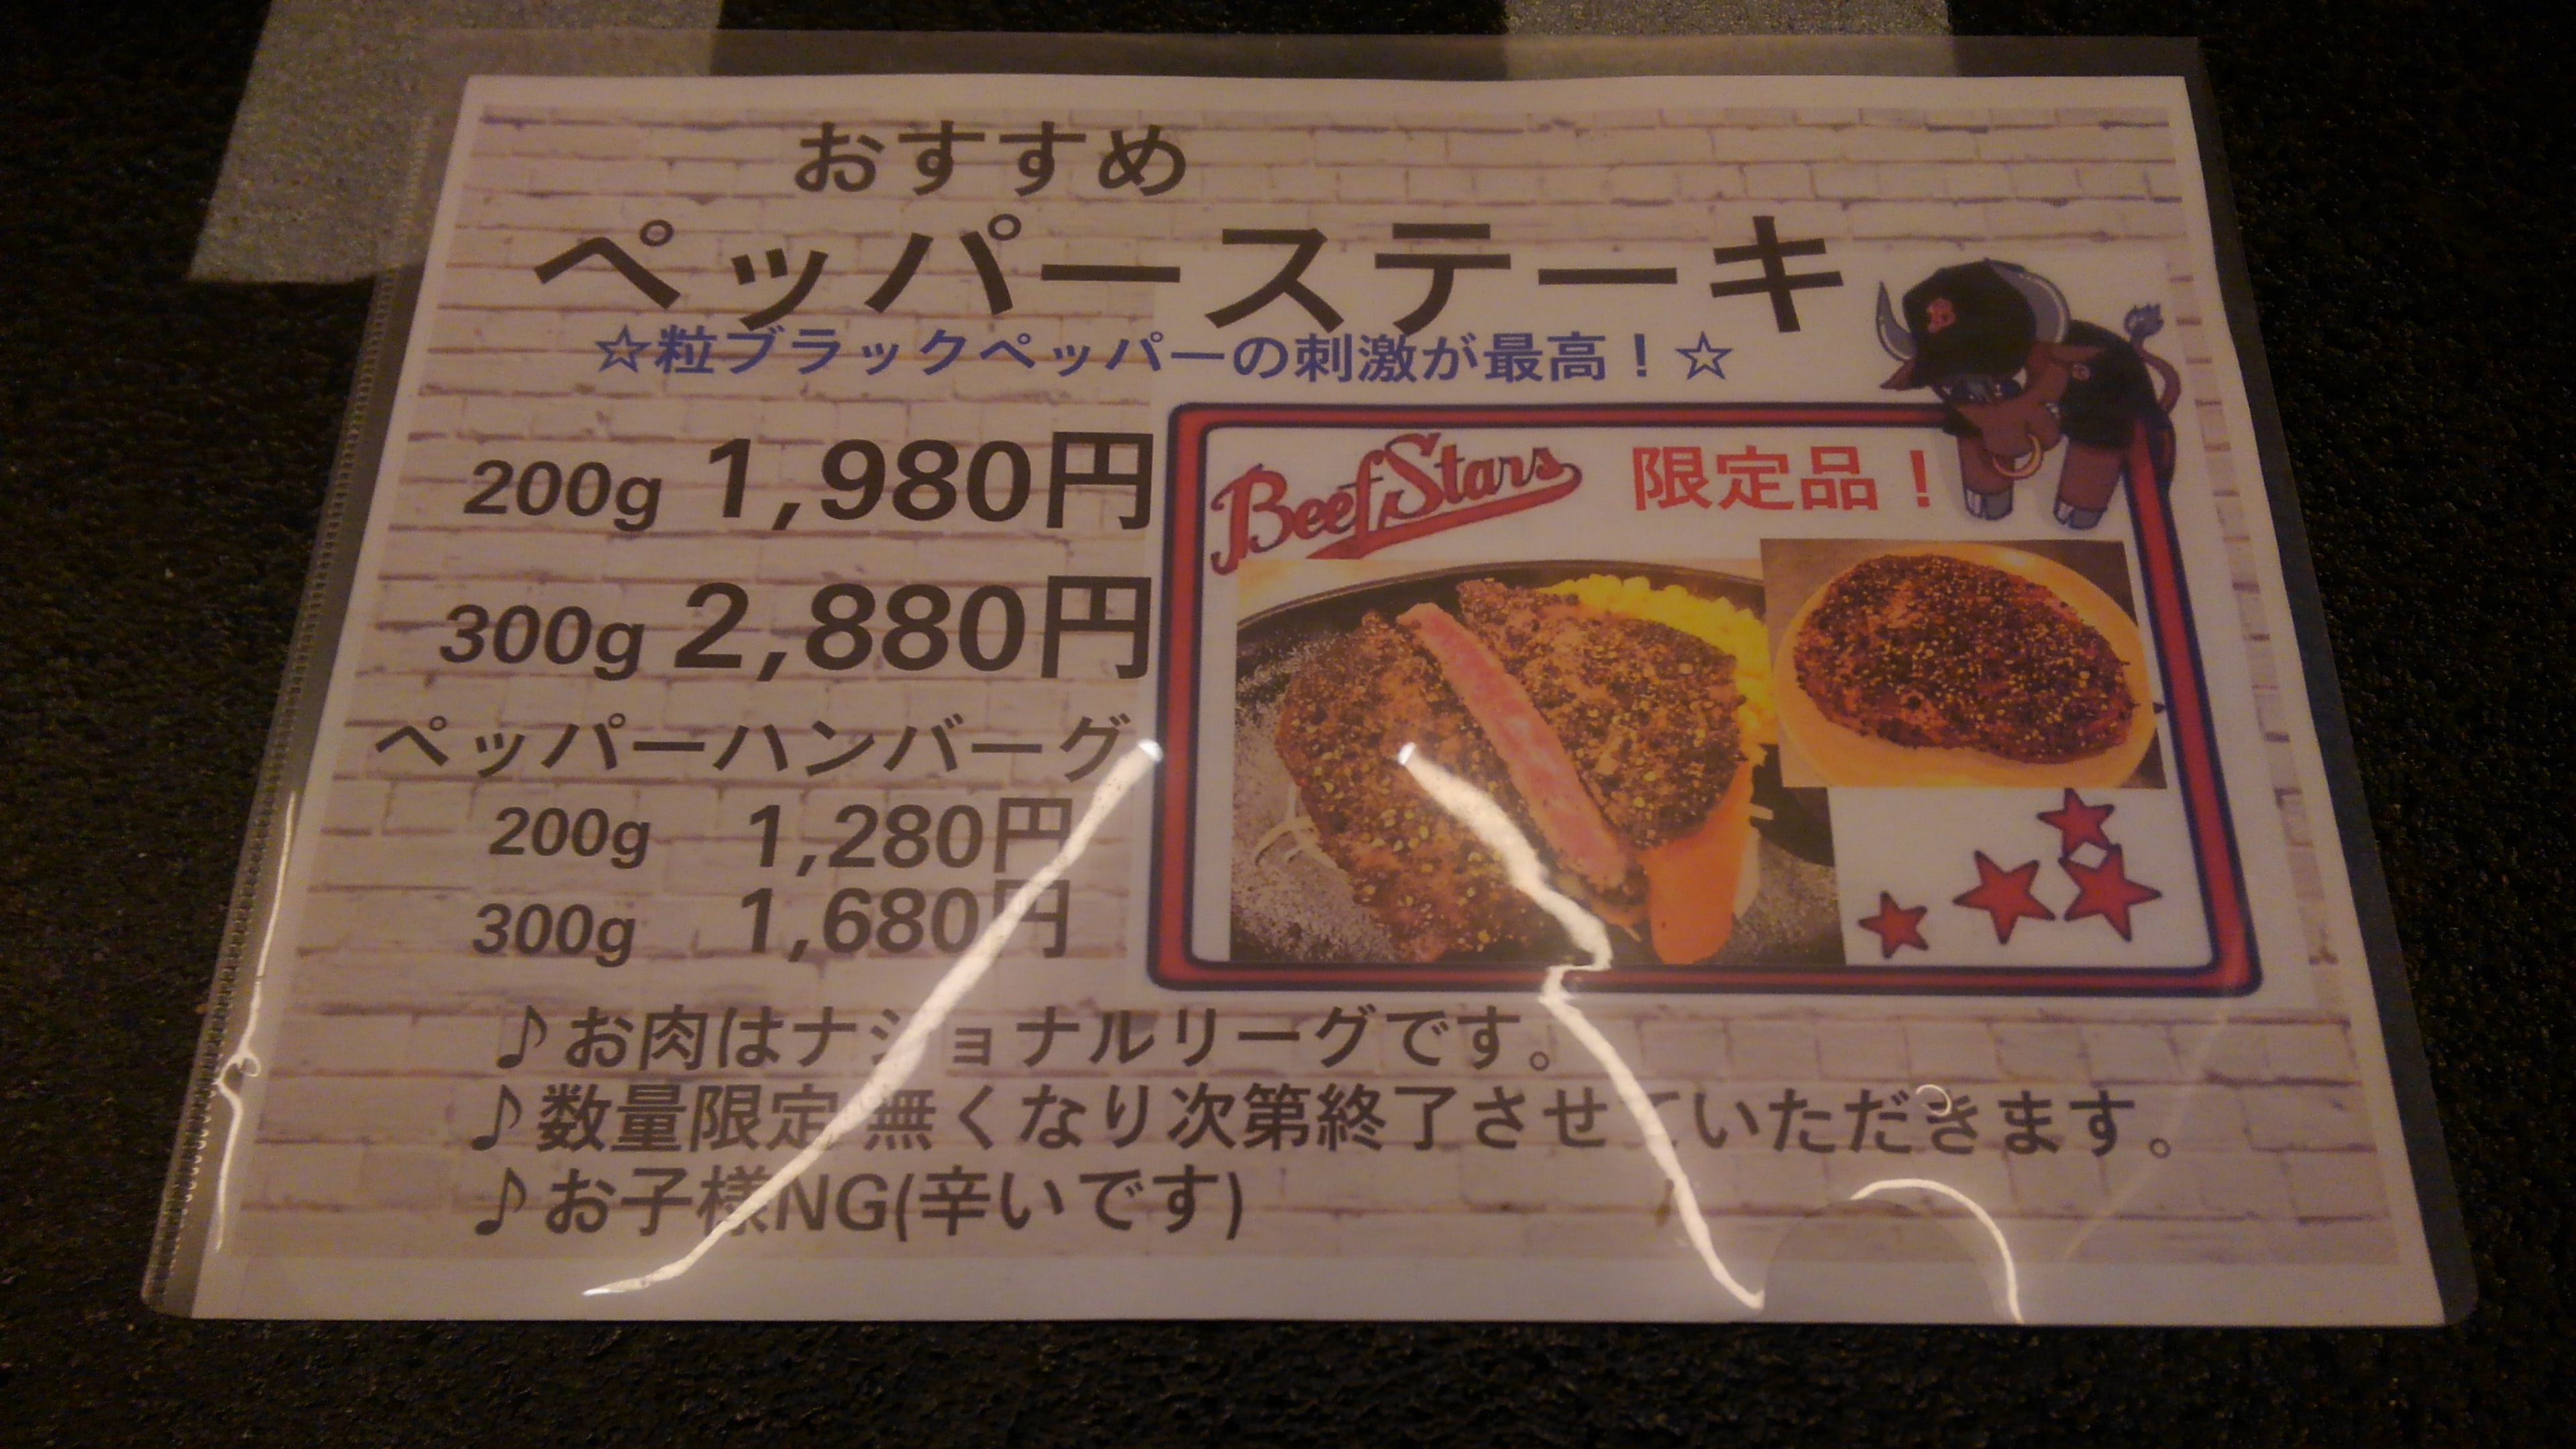 おすすめ
ペッパーステーキ
☆粒ブラックペッパーの刺激が最高！☆
200g 1,980円
300g 2,880円
ペッパーハンバーグ
200g 1,280円
300g 1,680円
Beef Stars 限定品！
♪お肉はナショナルリーグです。
♪数量限定 無くなり次第終了させていただきます。
♪お子様NG(辛いです)